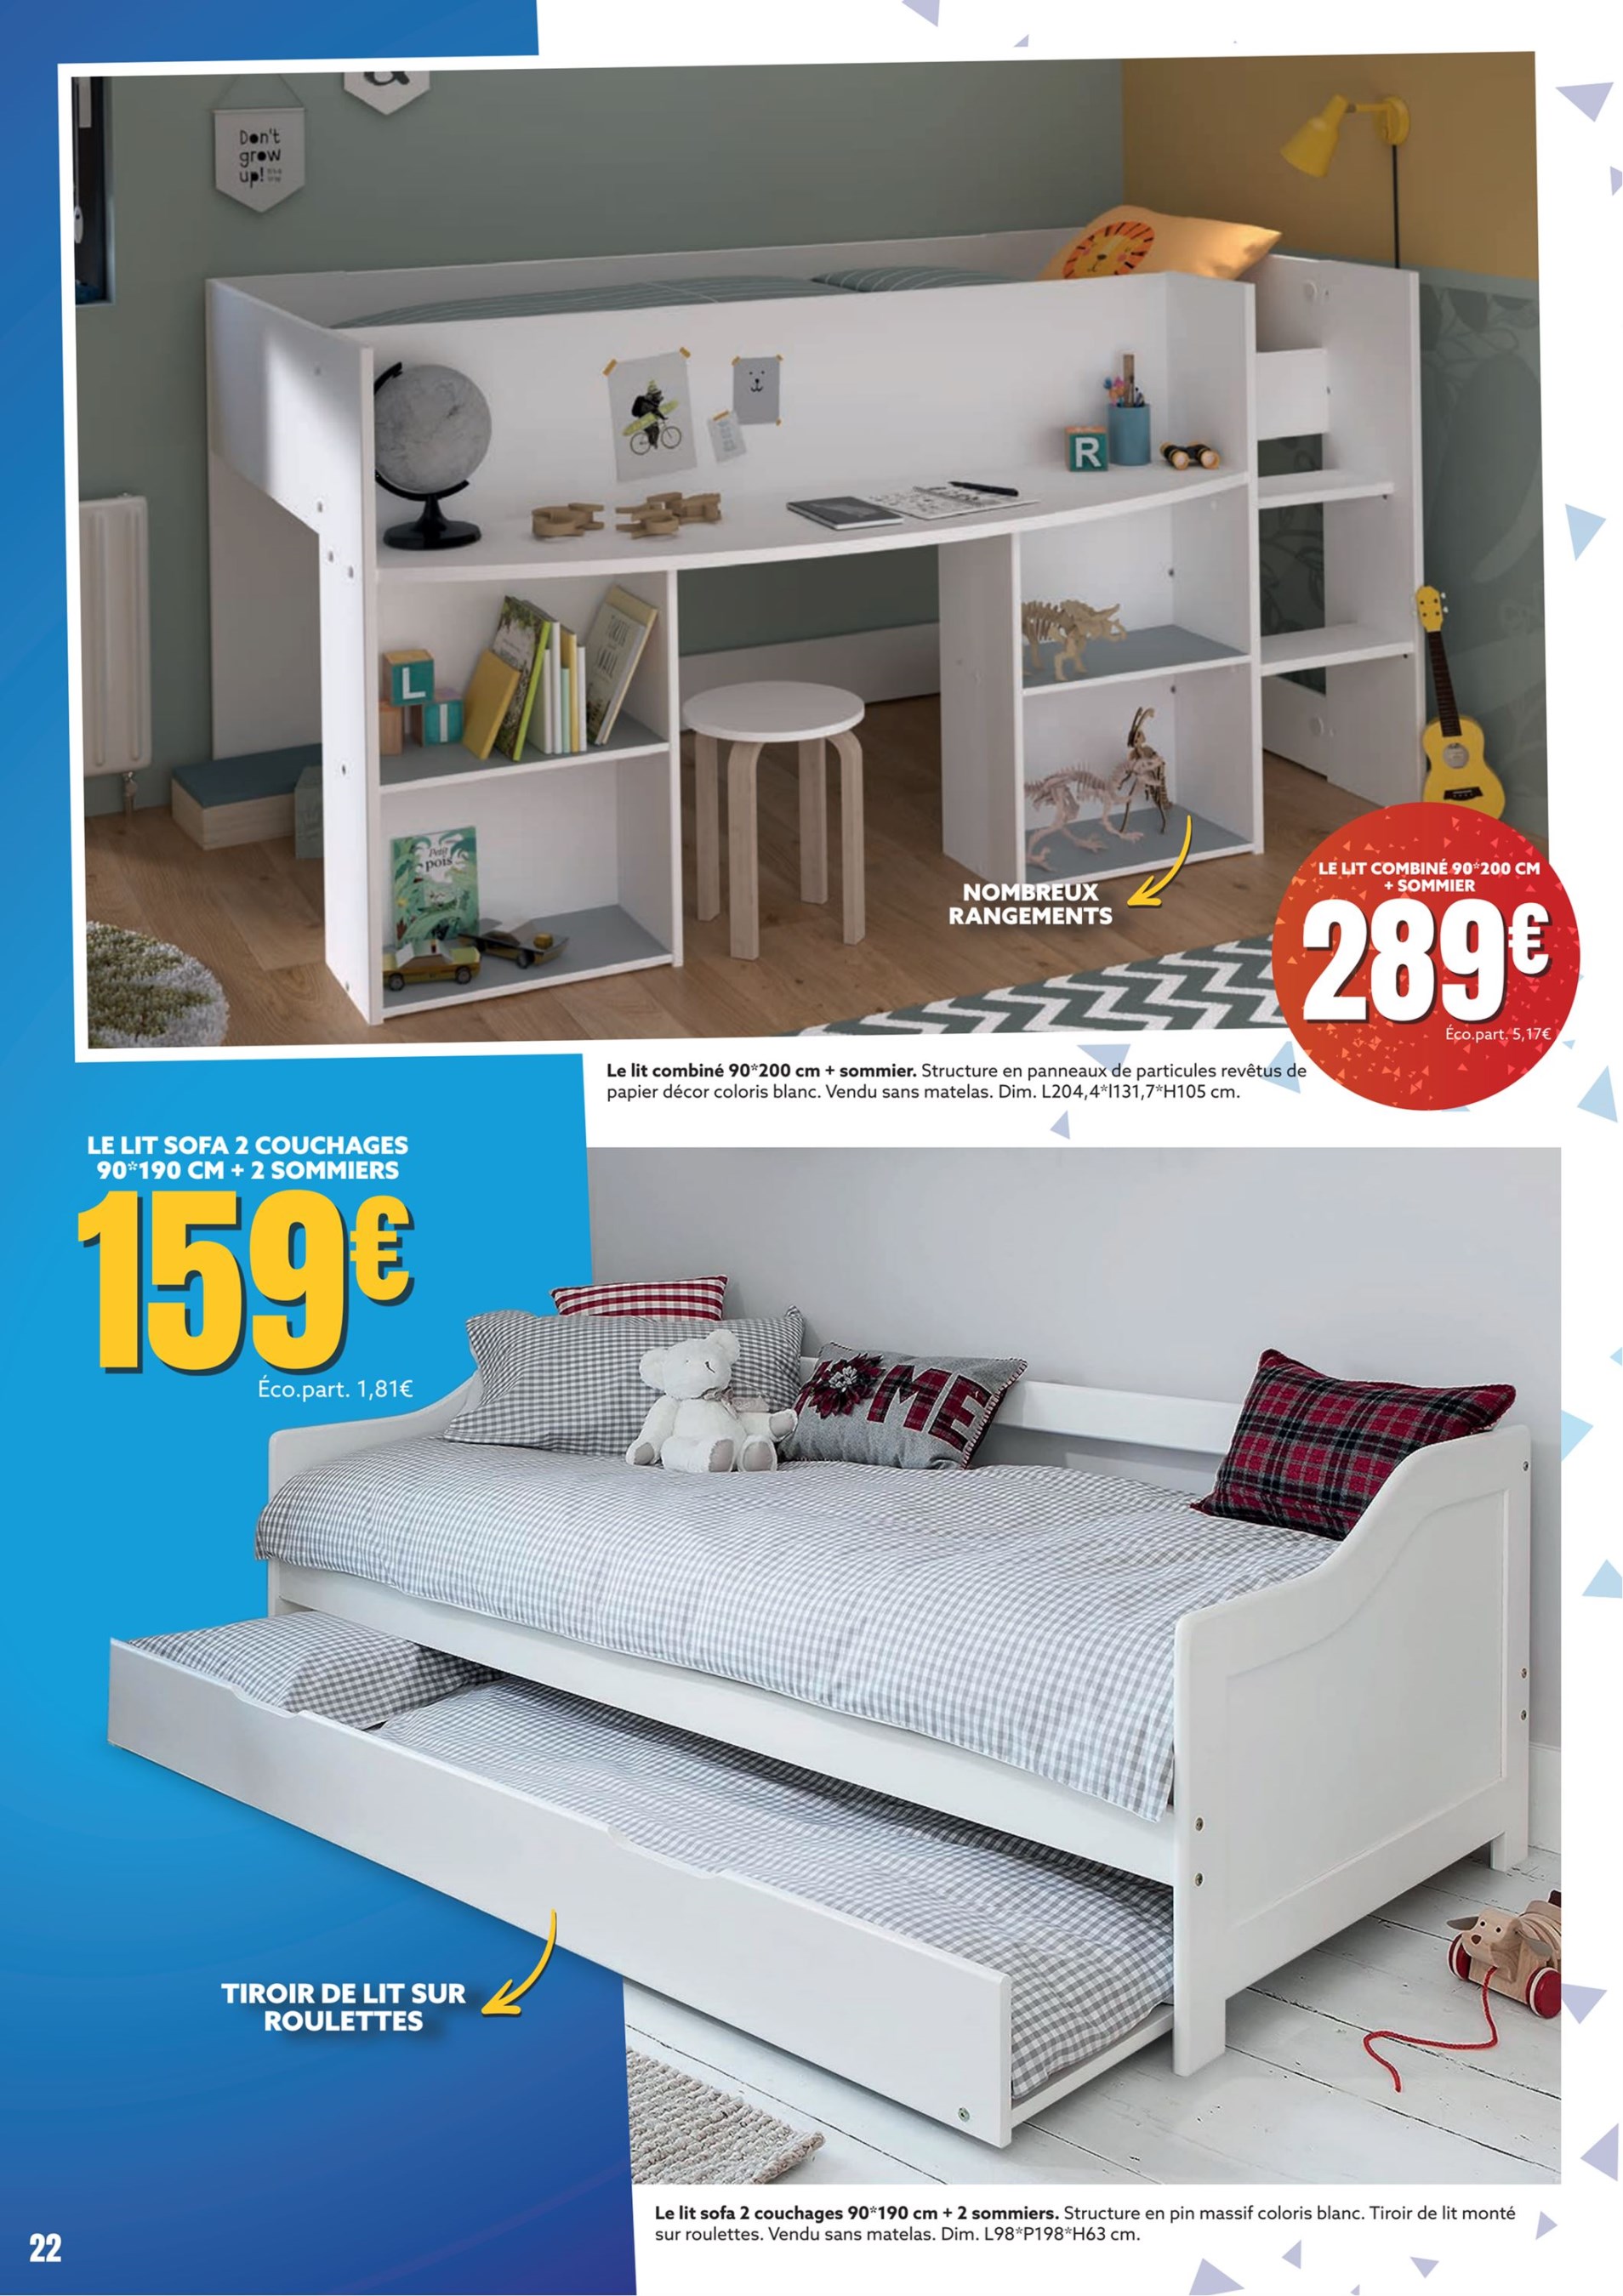 Don't
grow
up!
R
L
Petit
pois
NOMBREUX
RANGEMENTS
LE LIT COMBINÉ 90*200 CM
+ SOMMIER
289€
Éco.part. 5,17€
Le lit combiné 90*200 cm + sommier. Structure en panneaux de particules revêtus de
papier décor coloris blanc. Vendu sans matelas. Dim. L204,4*l131,7*H105 cm.
LE LIT SOFA 2 COUCHAGES
90*190 CM + 2 SOMMIERS
159€
Éco.part. 1,81€
HOME
TIROIR DE LIT SUR
ROULETTES
Le lit sofa 2 couchages 90*190 cm + 2 sommiers. Structure en pin massif coloris blanc. Tiroir de lit monté
sur roulettes. Vendu sans matelas. Dim. L98*P198*H63 cm.
22